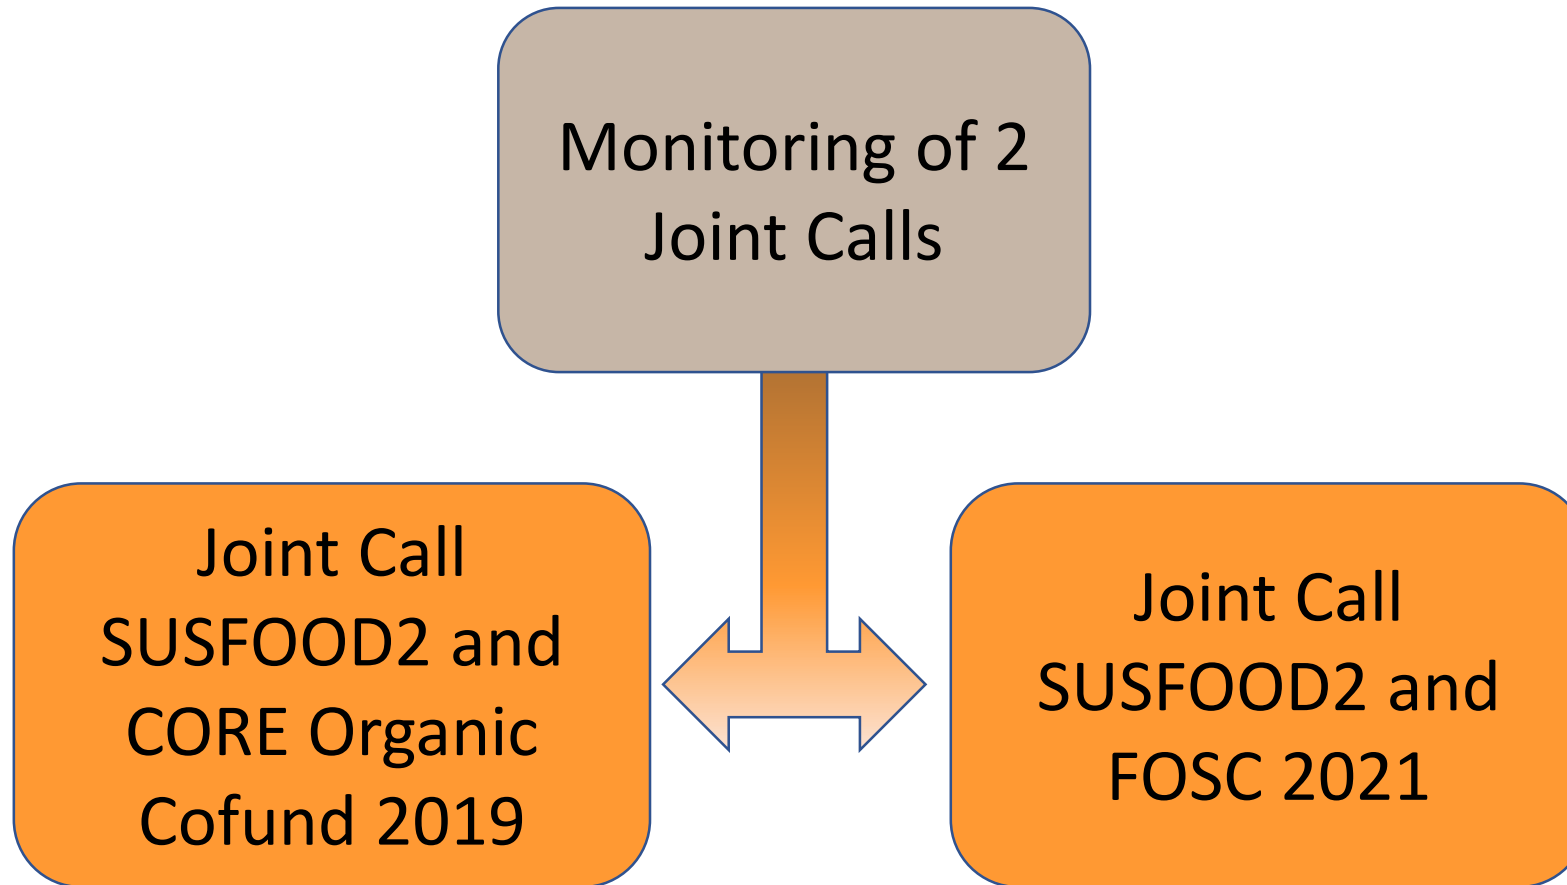 Monitoring of 2
Joint Calls
Joint Call
SUSFOOD2 and
CORE Organic
Cofund 2019
Joint Call
SUSFOOD2 and
FOSC 2021